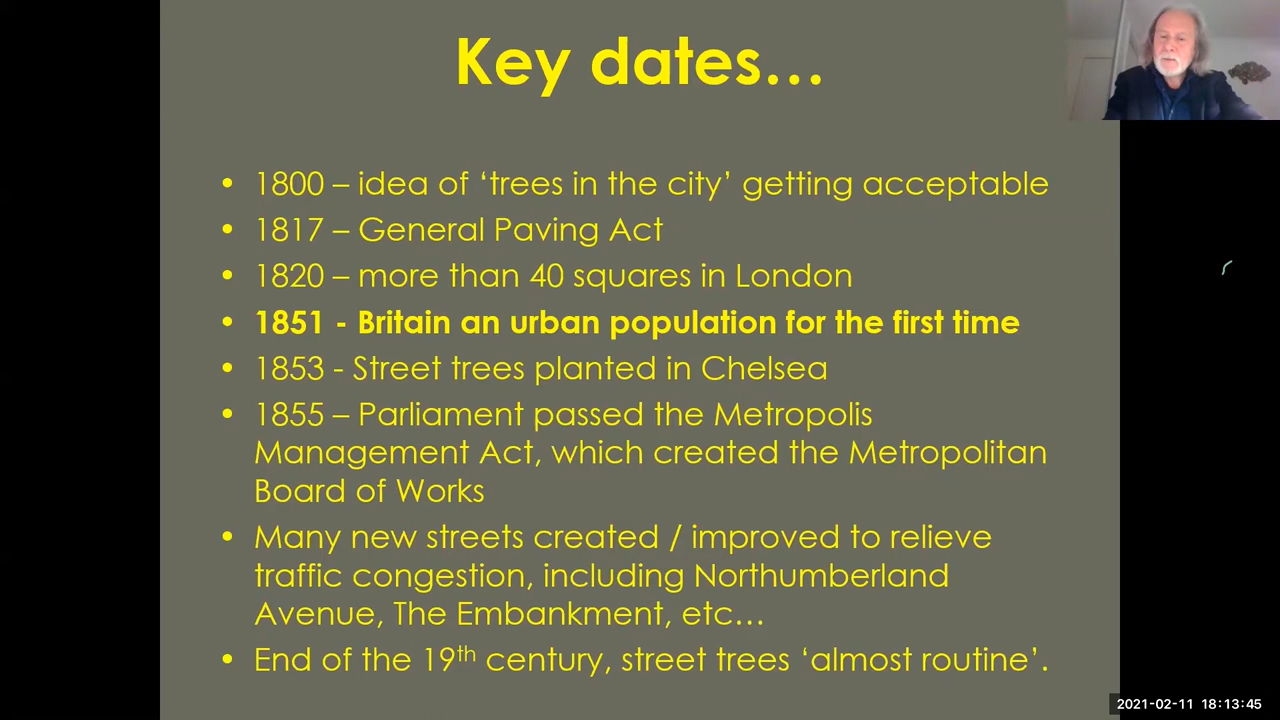 Key dates…
• 1800 – idea of ‘trees in the city’ getting acceptable
• 1817 – General Paving Act
• 1820 – more than 40 squares in London
• 1851 - Britain an urban population for the first time
• 1853 - Street trees planted in Chelsea
• 1855 – Parliament passed the Metropolis
Management Act, which created the Metropolitan
Board of Works
• Many new streets created / improved to relieve
traffic congestion, including Northumberland
Avenue, The Embankment, etc…
• End of the 19th century, street trees ‘almost routine’.
2021-02-11 18:13:45